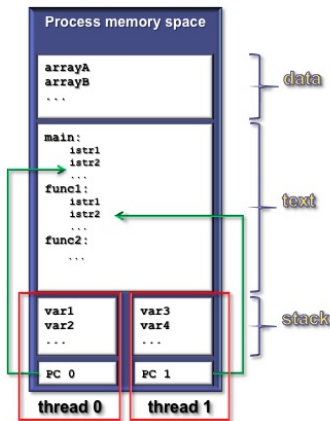 Process memory space
arrayA
arrayB
...
data
main:
istr1
istr2
...
func1:
istr1
istr2
...
func2:
...
text
var1
var2
...
var3
var4
...
stack
PC 0
PC 1
thread 0
thread 1